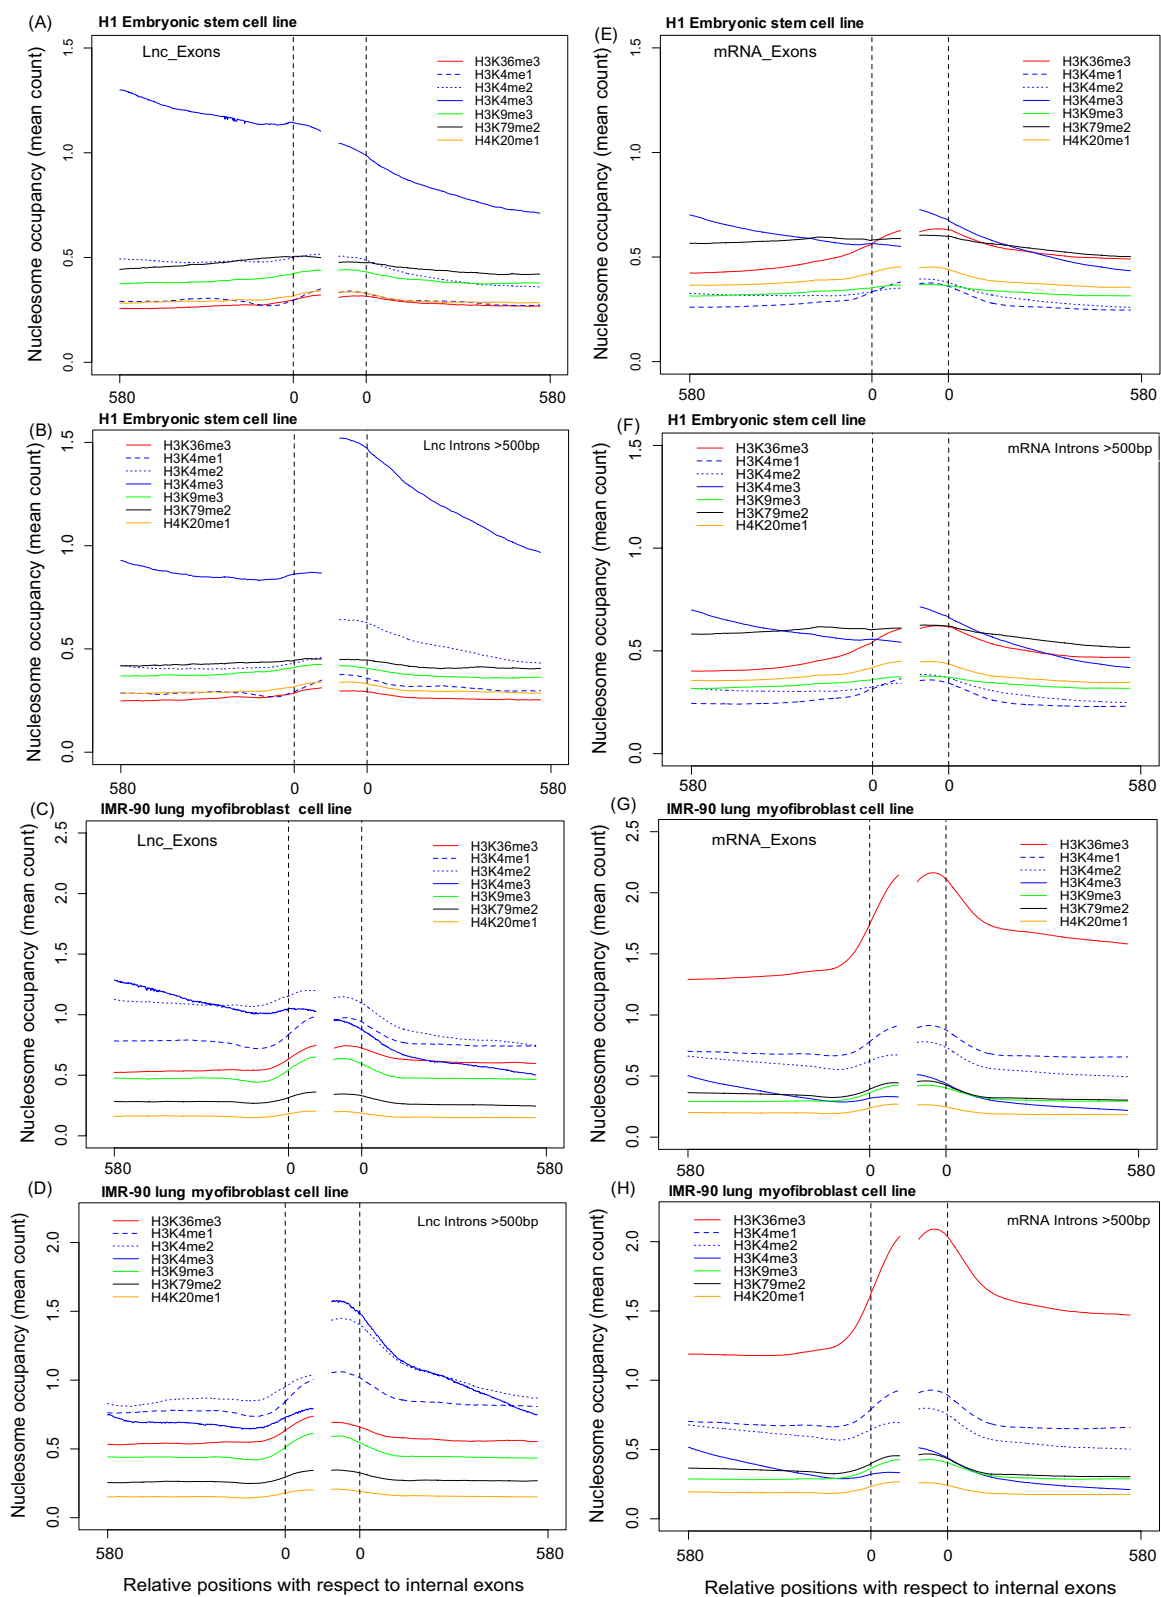 (A) H1 Embryonic stem cell line
Nucleosome occupancy (mean count)
0.0 0.5 1.0 1.5
Lnc_Exons
H3K36me3
H3K4me1
H3K4me2
H3K4me3
H3K9me3
H3K79me2
H4K20me1
580 0 0 580
(E) H1 Embryonic stem cell line
Nucleosome occupancy (mean count)
0.0 0.5 1.0 1.5
mRNA_Exons
H3K36me3
H3K4me1
H3K4me2
H3K4me3
H3K9me3
H3K79me2
H4K20me1
580 0 0 580
(B) H1 Embryonic stem cell line
Nucleosome occupancy (mean count)
0.0 0.5 1.0 1.5
Lnc Introns >500bp
H3K36me3
H3K4me1
H3K4me2
H3K4me3
H3K9me3
H3K79me2
H4K20me1
580 0 0 580
(F) H1 Embryonic stem cell line
Nucleosome occupancy (mean count)
0.0 0.5 1.0 1.5
mRNA Introns >500bp
H3K36me3
H3K4me1
H3K4me2
H3K4me3
H3K9me3
H3K79me2
H4K20me1
580 0 0 580
(C) IMR-90 lung myofibroblast cell line
Nucleosome occupancy (mean count)
0.0 0.5 1.0 1.5 2.0 2.5
Lnc_Exons
H3K36me3
H3K4me1
H3K4me2
H3K4me3
H3K9me3
H3K79me2
H4K20me1
580 0 0 580
(G) IMR-90 lung myofibroblast cell line
Nucleosome occupancy (mean count)
0.0 0.5 1.0 1.5 2.0 2.5
mRNA_Exons
H3K36me3
H3K4me1
H3K4me2
H3K4me3
H3K9me3
H3K79me2
H4K20me1
580 0 0 580
(D) IMR-90 lung myofibroblast cell line
Nucleosome occupancy (mean count)
0.0 0.5 1.0 1.5 2.0
Lnc Introns >500bp
H3K36me3
H3K4me1
H3K4me2
H3K4me3
H3K9me3
H3K79me2
H4K20me1
580 0 0 580
Relative positions with respect to internal exons
(H) IMR-90 lung myofibroblast cell line
Nucleosome occupancy (mean count)
0.0 0.5 1.0 1.5 2.0
mRNA Introns >500bp
H3K36me3
H3K4me1
H3K4me2
H3K4me3
H3K9me3
H3K79me2
H4K20me1
580 0 0 580
Relative positions with respect to internal exons